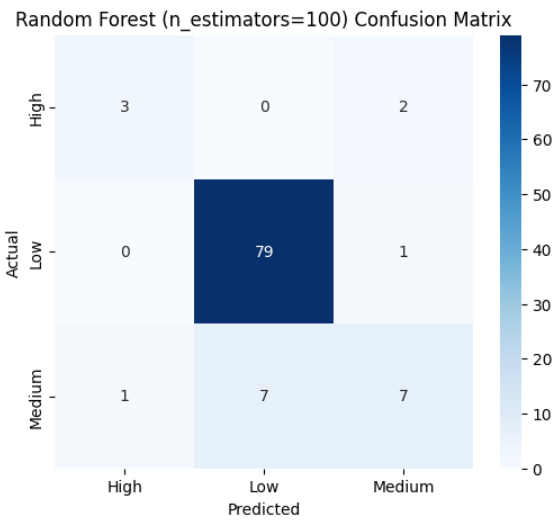 Random Forest (n_estimators=100) Confusion Matrix
High
3 0 2
Low
0 79 1
Medium
1 7 7
Actual
High Low Medium
Predicted
70
60
50
40
30
20
10
0